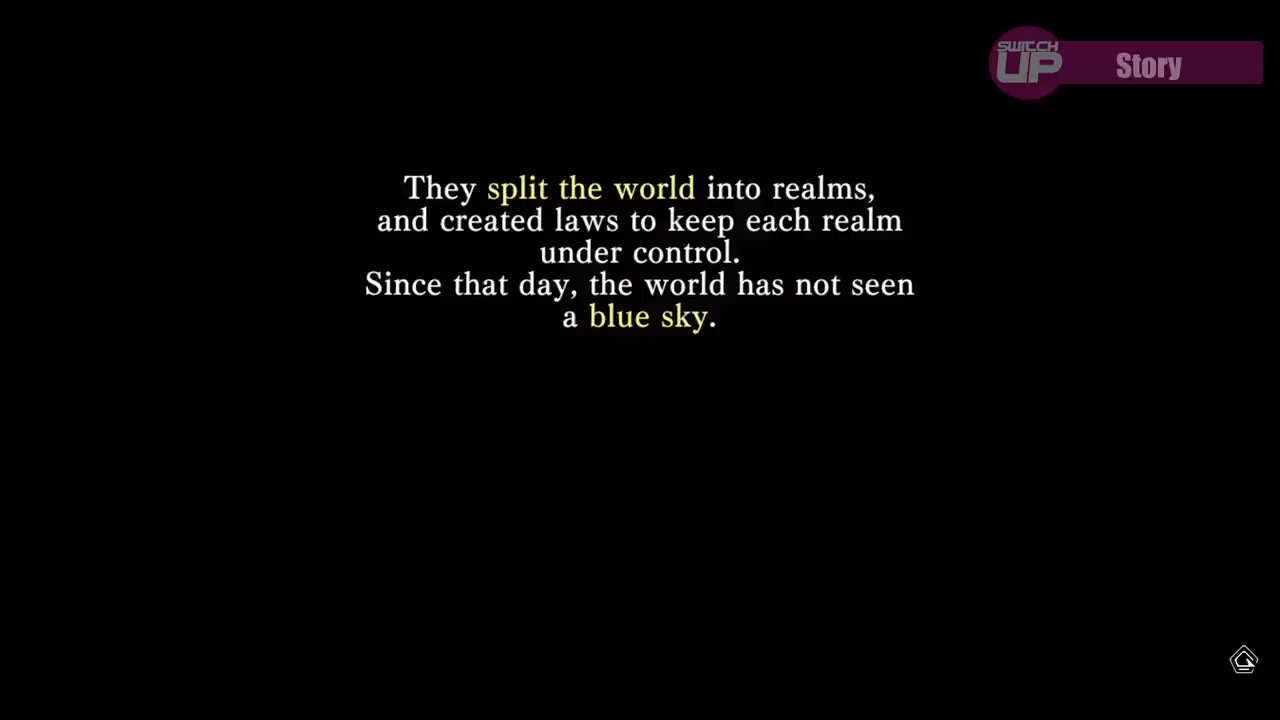 SWITCH
UP
Story
They split the world into realms,
and created laws to keep each realm
under control.
Since that day, the world has not seen
a blue sky.